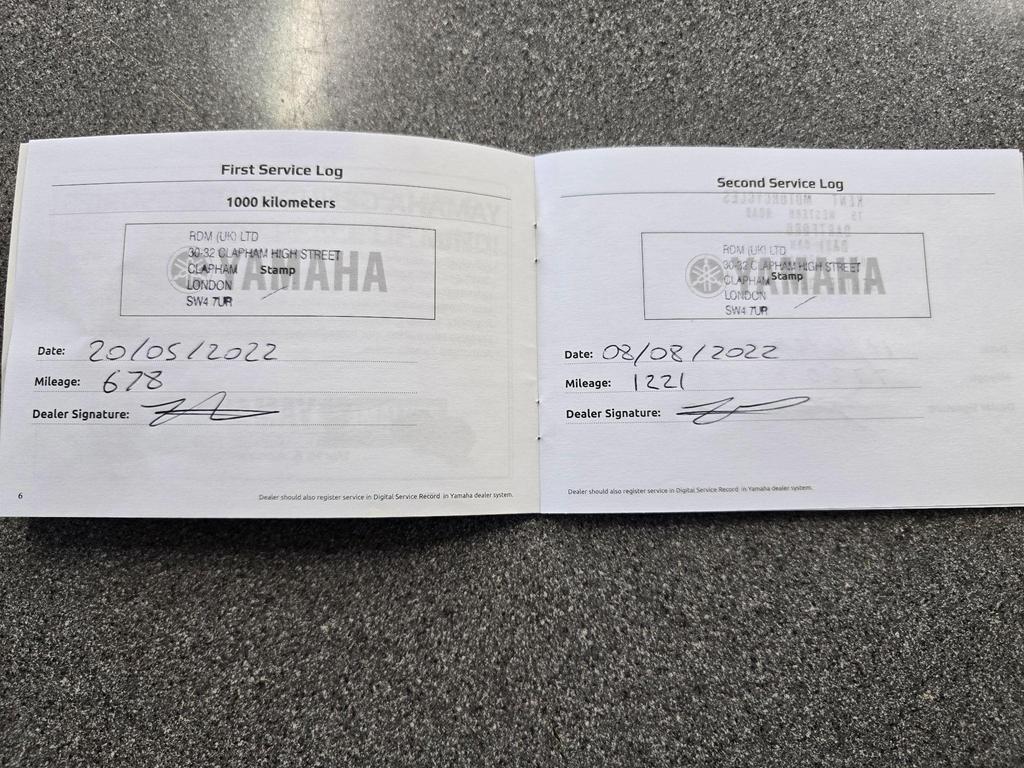 First Service Log
1000 kilometers
RDM (UK) LTD
30-32 CLAPHAM HIGH STREET
CLAPHAM
Stamp
LONDON
SW4 7UR
YAMAHA
Date: 20/05/2022
Mileage: 678
Dealer Signature:
6
Dealer should also register service in Digital Service Record in Yamaha dealer system.
Second Service Log
RDM (UK) LTD
30-32 CLAPHAM HIGH STREET
CLAPHAM
Stamp
LONDON
SW4 7UR
YAMAHA
Date: 08/08/2022
Mileage: 1221
Dealer Signature:
Dealer should also register service in Digital Service Record in Yamaha dealer system.